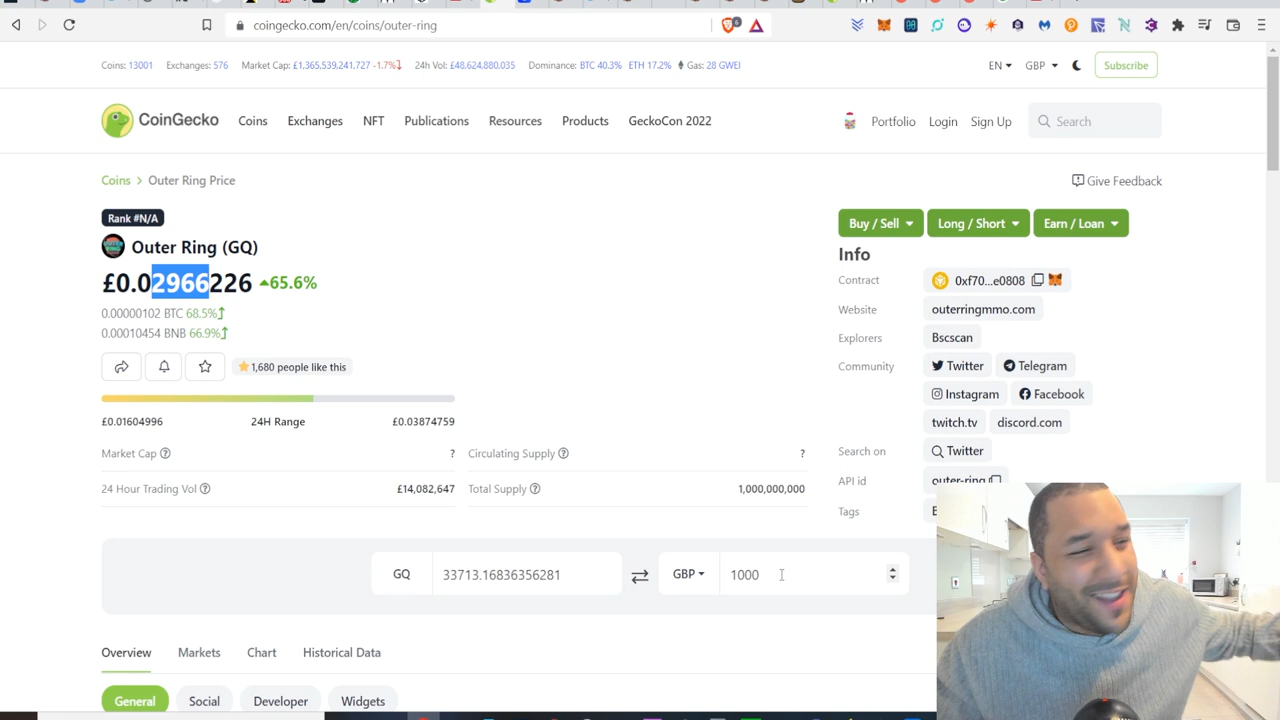 coingecko.com/en/coins/outer-ring
Coins: 13001 Exchanges: 576 Market Cap: £1,365,539,241,727 -1.7% 24h Vol: £48,624,880,035 Dominance: BTC 40.3% ETH 17.2% Gas: 28 GWEI EN GBP Subscribe
CoinGecko Coins Exchanges NFT Publications Resources Products GeckoCon 2022 Portfolio Login Sign Up Search
Coins > Outer Ring Price Give Feedback
Rank #N/A
Buy / Sell Long / Short Earn / Loan
Outer Ring (GQ)
Info
£0.02966226 65.6%
Contract 0xf70...e0808
0.00000102 BTC 68.5%
Website outerringmmo.com
0.00010454 BNB 66.9%
Explorers Bscscan
1,680 people like this
Community Twitter Telegram
Instagram Facebook
£0.01604996 24H Range £0.03874759
twitch.tv discord.com
Market Cap ? Circulating Supply ?
Search on Twitter
24 Hour Trading Vol £14,082,647 Total Supply 1,000,000,000
API id outer-ring
Tags
GQ 33713.16836356281 GBP 1000
Overview Markets Chart Historical Data
General Social Developer Widgets